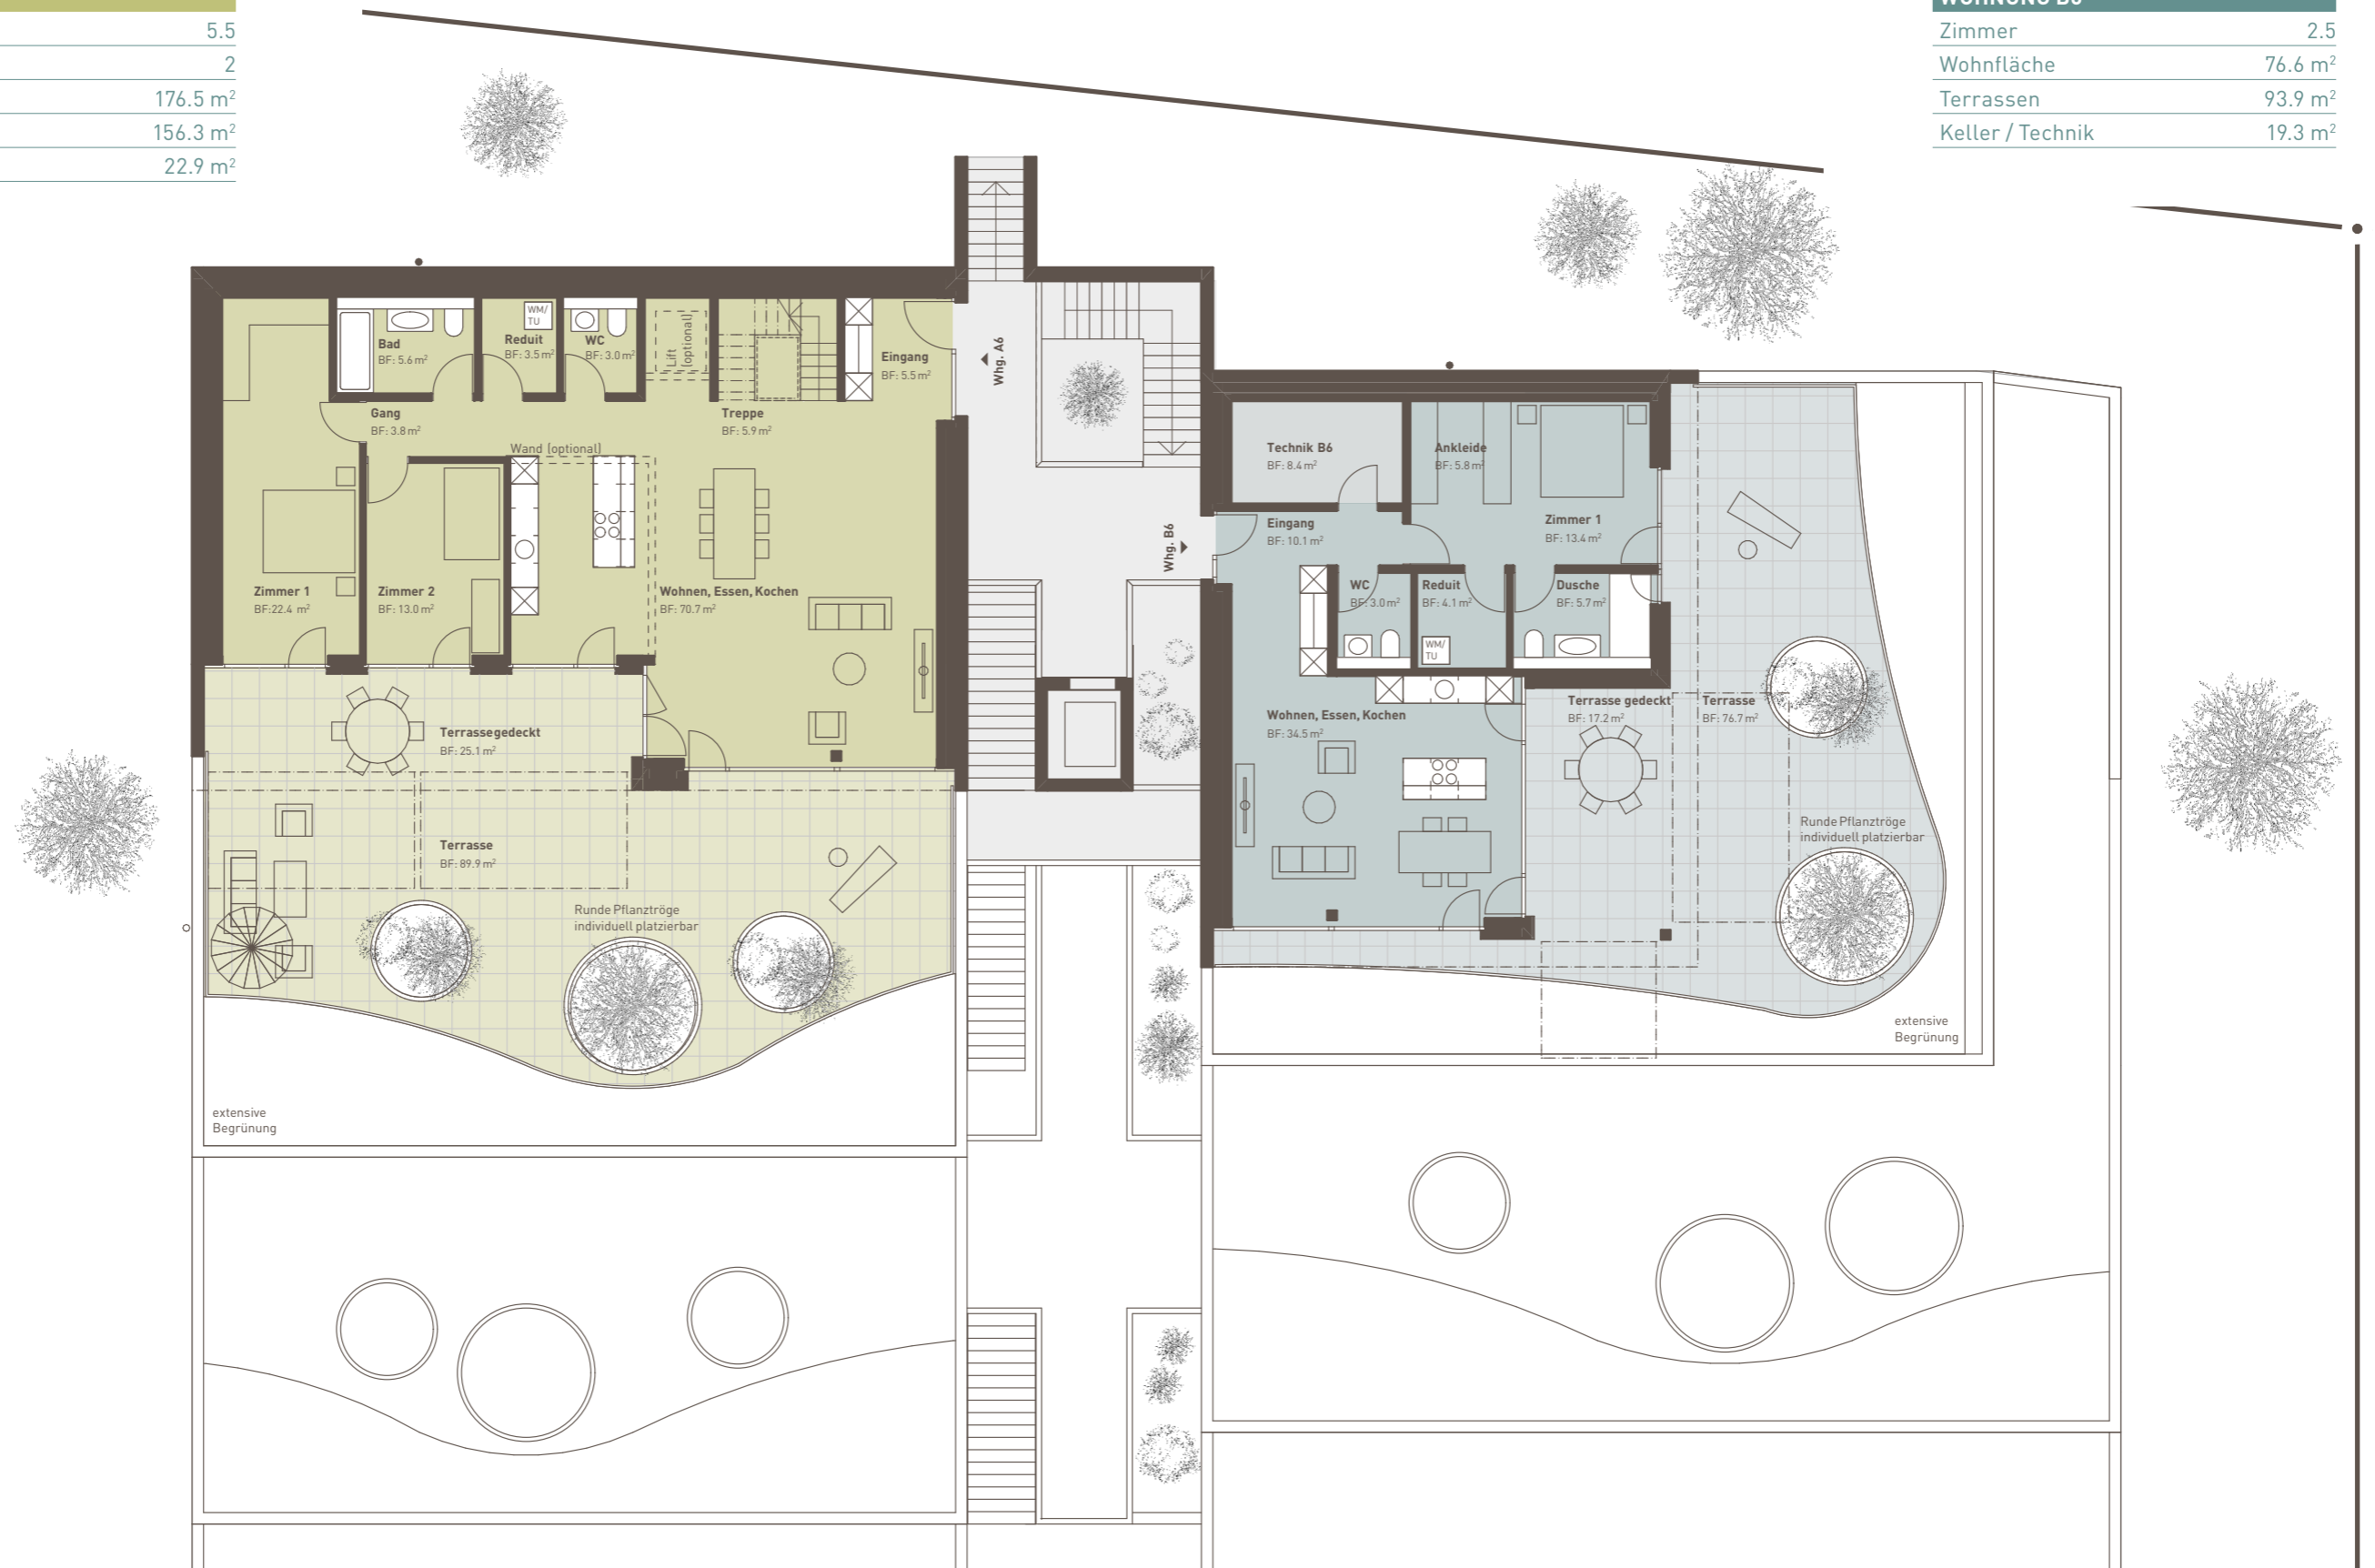 5.5
2
176.5 m²
156.3 m²
22.9 m²
WOHNUNG B6
Zimmer 2.5
Wohnfläche 76.6 m²
Terrassen 93.9 m²
Keller / Technik 19.3 m²
Bad
BF: 5.6 m²
WM/
TU
Reduit
BF: 3.5 m²
WC
BF: 3.0 m²
Lift
(optional)
Eingang
BF: 5.5 m²
Whg. A6
Gang
BF: 3.8 m²
Treppe
BF: 5.9 m²
Wand (optional)
Zimmer 1
BF:22.4 m²
Zimmer 2
BF: 13.0 m²
Wohnen, Essen, Kochen
BF: 70.7 m²
Terrassegedeckt
BF: 25.1 m²
Terrasse
BF: 89.9 m²
Runde Pflanztröge
individuell platzierbar
extensive
Begrünung
Whg. B6
Technik B6
BF: 8.4 m²
Ankleide
BF: 5.8 m²
Eingang
BF: 10.1 m²
Zimmer 1
BF: 13.4 m²
WC
BF: 3.0 m²
Reduit
BF: 4.1 m²
WM/
TU
Dusche
BF: 5.7 m²
Wohnen, Essen, Kochen
BF: 34.5 m²
Terrasse gedeckt
BF: 17.2 m²
Terrasse
BF: 76.7 m²
Runde Pflanztröge
individuell platzierbar
extensive
Begrünung